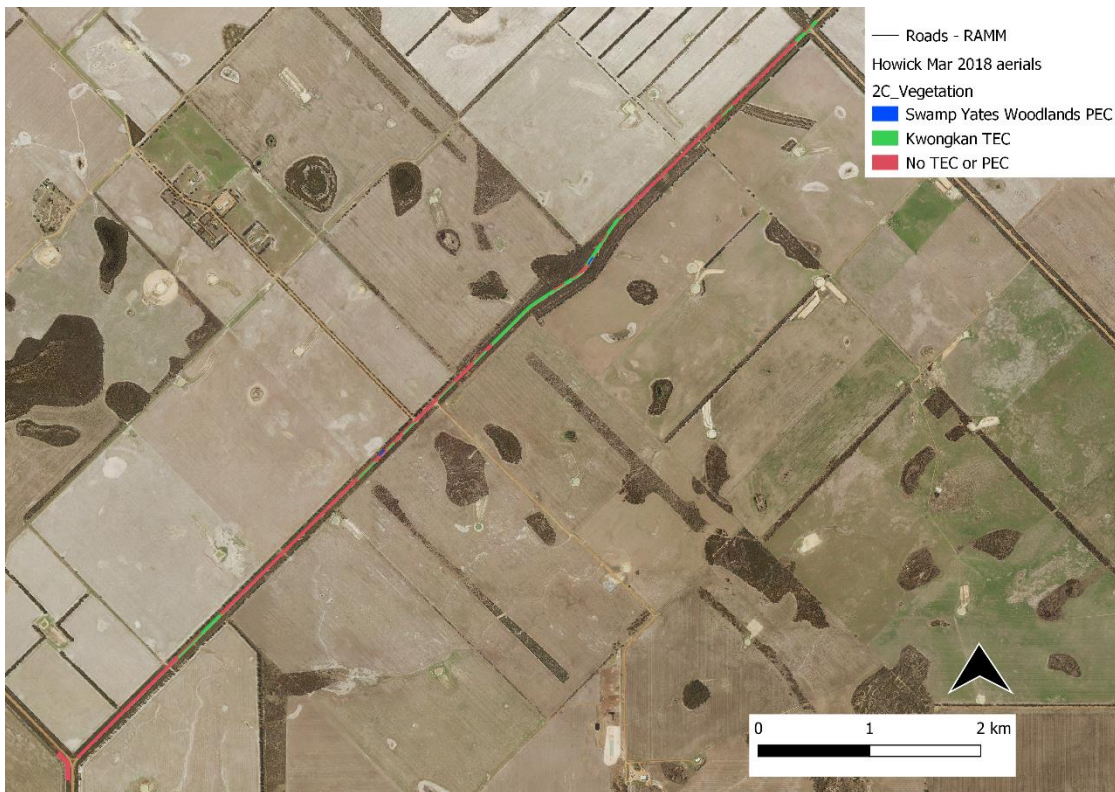 Roads - RAMM
Howick Mar 2018 aerials
2C_Vegetation
Swamp Yates Woodlands PEC
Kwongkan TEC
No TEC or PEC
0 1 2 km